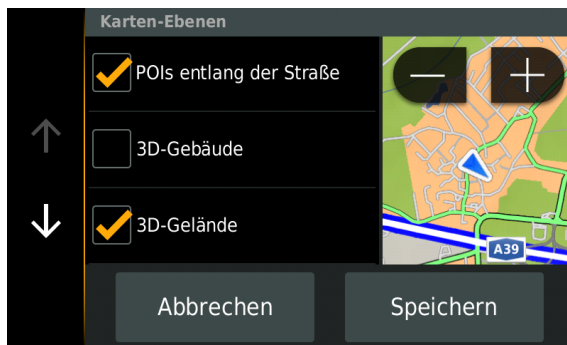 Karten-Ebenen
POIs entlang der Straße
3D-Gebäude
3D-Gelände
A39
Abbrechen
Speichern